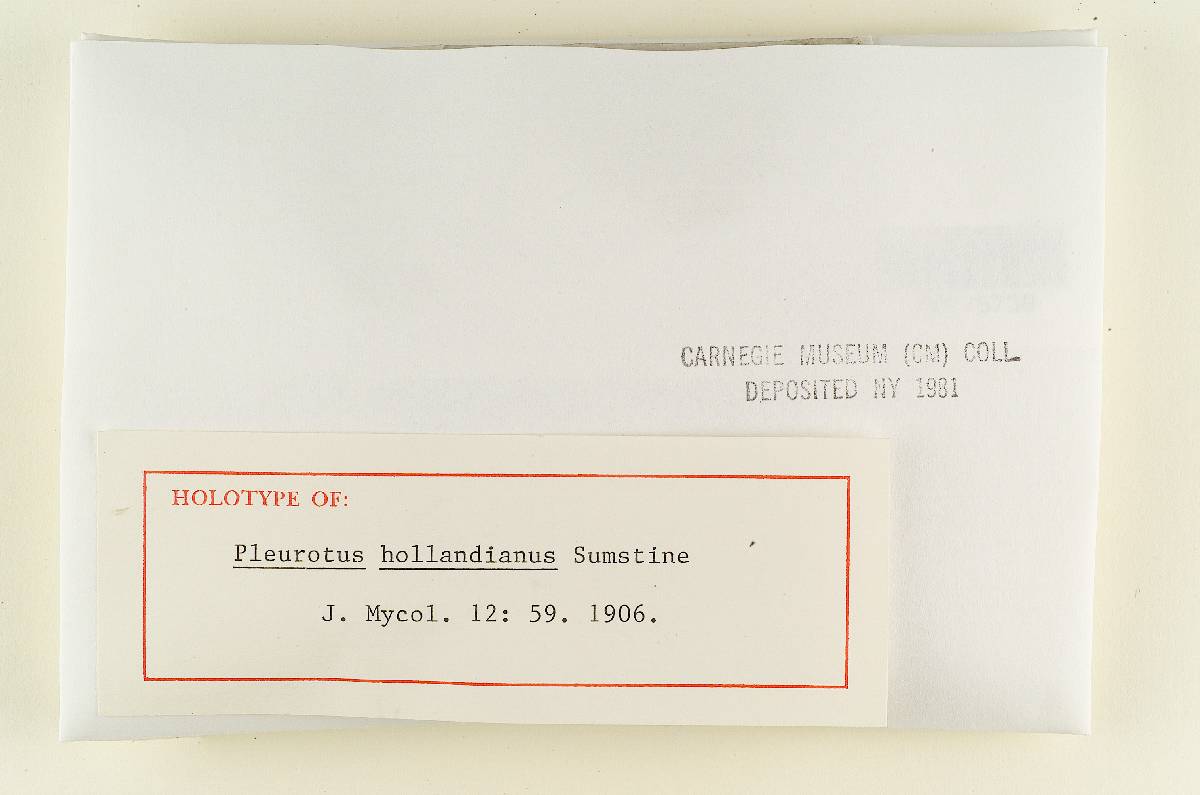 CARNEGIE MUSEUM (CM) COLL.
DEPOSITED NY 1981
HOLOTYPE OF:
Pleurotus hollandianus Sumstine
J. Mycol. 12: 59. 1906.